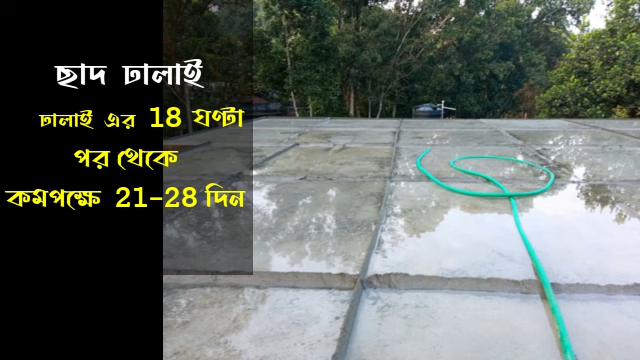 ছাদ ঢালাই
ঢালাই এর 18 ঘণ্টা
পর থেকে
কমপক্ষে 21-28 দিন